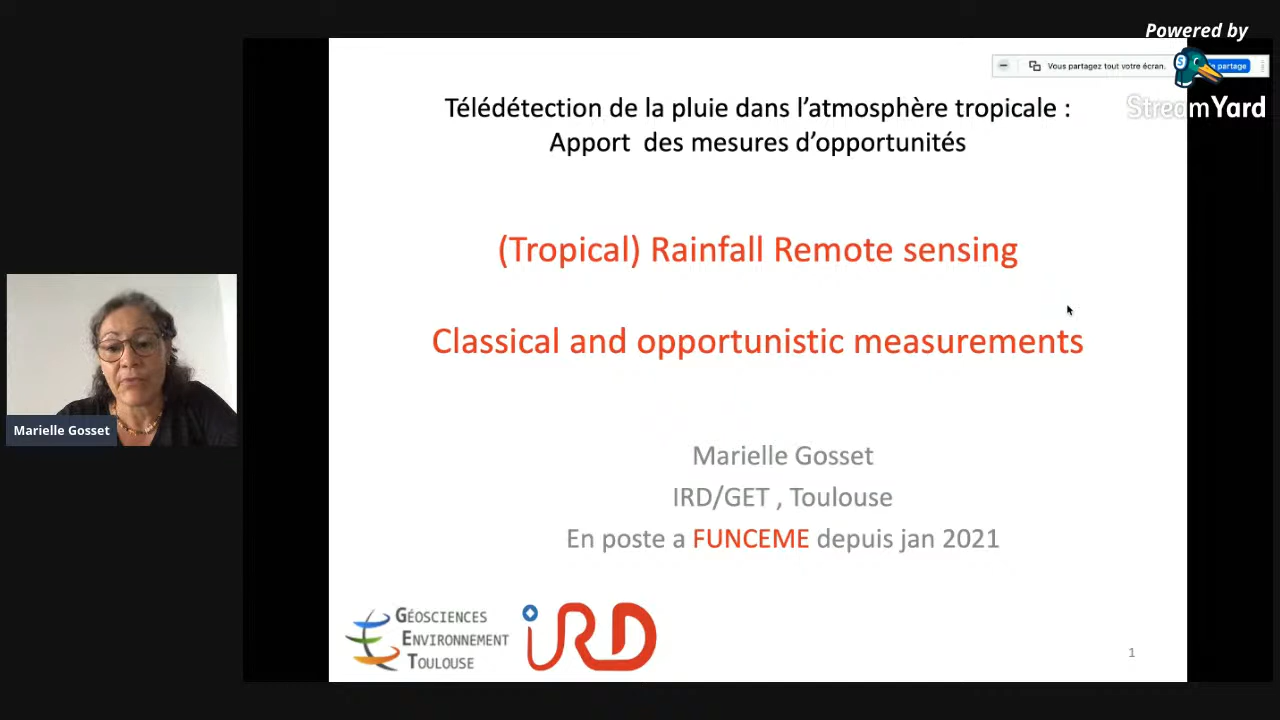 Powered by
StreamYard
Vous partagez tout votre écran.
partage
Télédétection de la pluie dans l’atmosphère tropicale :
Apport des mesures d’opportunités
(Tropical) Rainfall Remote sensing
Classical and opportunistic measurements
Marielle Gosset
Marielle Gosset
IRD/GET , Toulouse
En poste a FUNCEME depuis jan 2021
GÉOSCIENCES
ENVIRONNEMENT
TOULOUSE
iRD
1